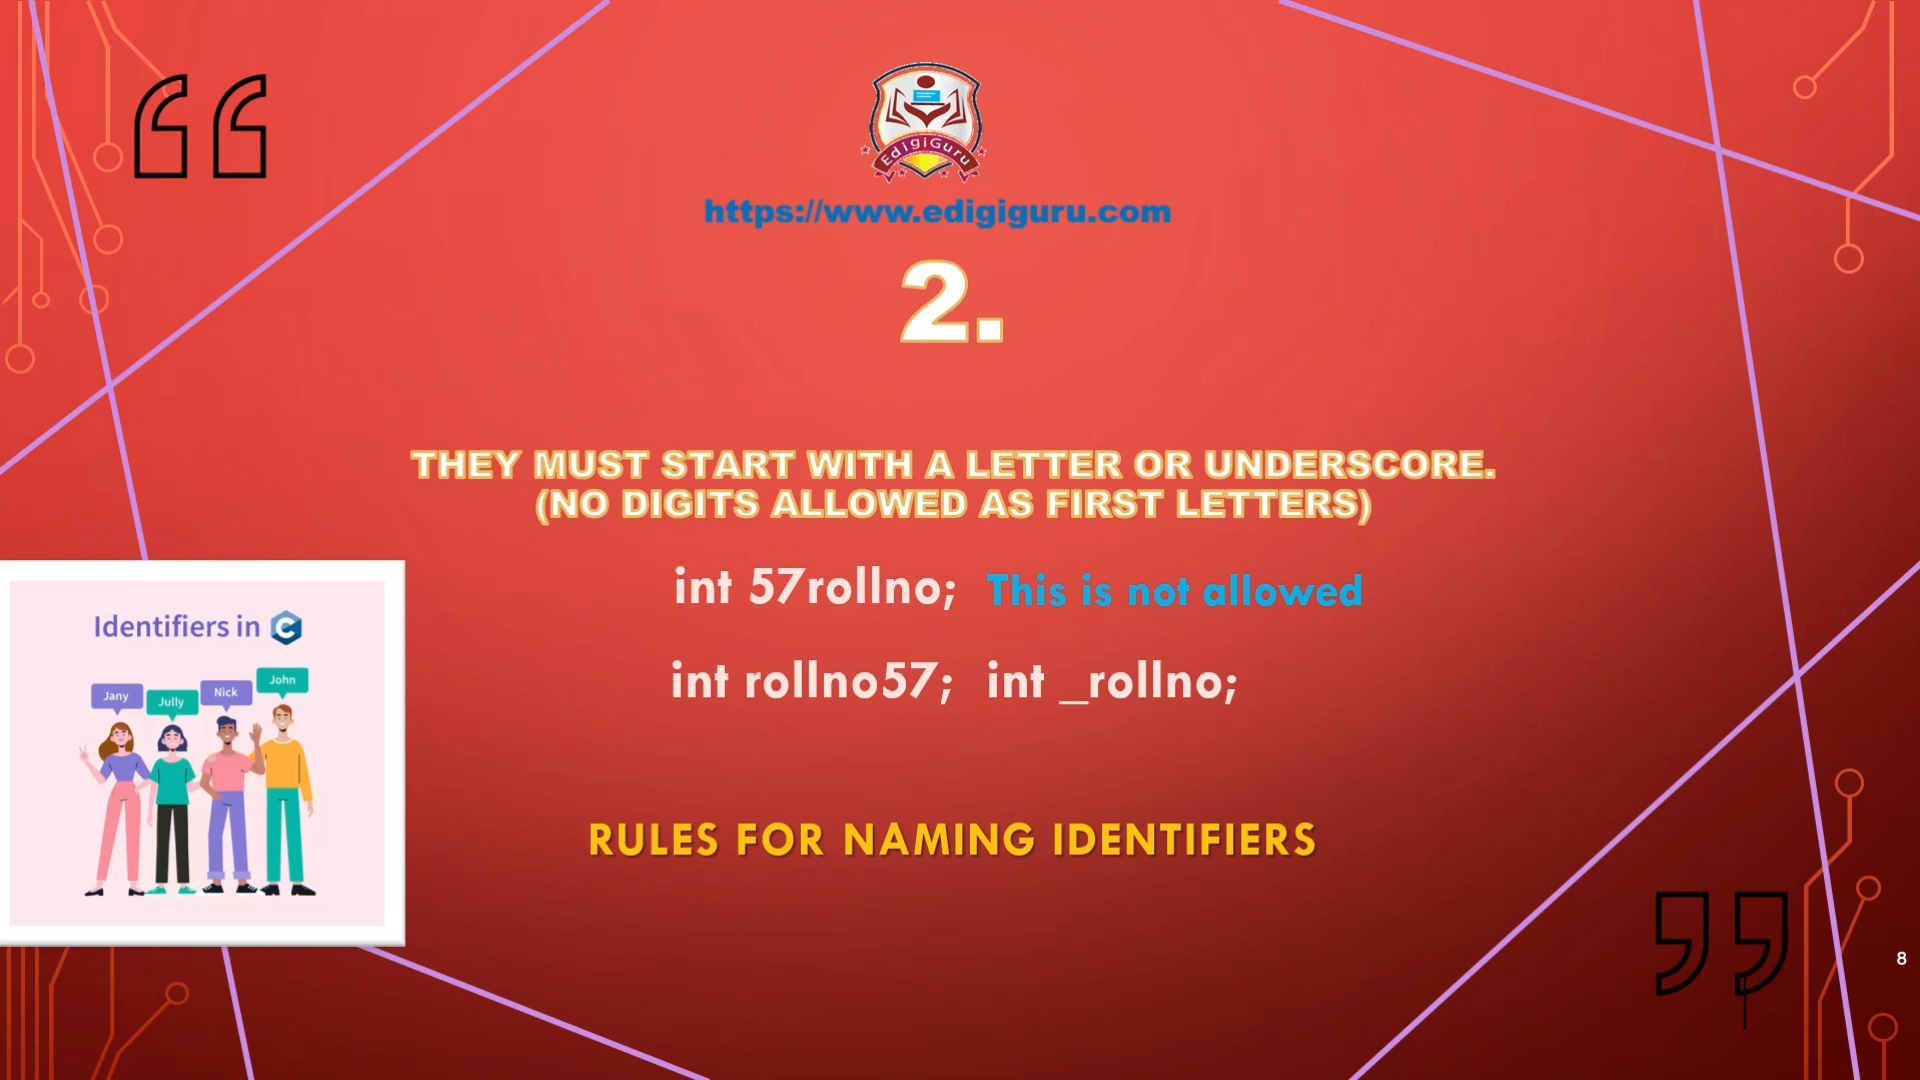 EdigiGuru
https://www.edigiguru.com
2.
THEY MUST START WITH A LETTER OR UNDERSCORE.
(NO DIGITS ALLOWED AS FIRST LETTERS)
int 57rollno; This is not allowed
int rollno57; int _rollno;
Identifiers in C
Jany Jully Nick John
RULES FOR NAMING IDENTIFIERS
8